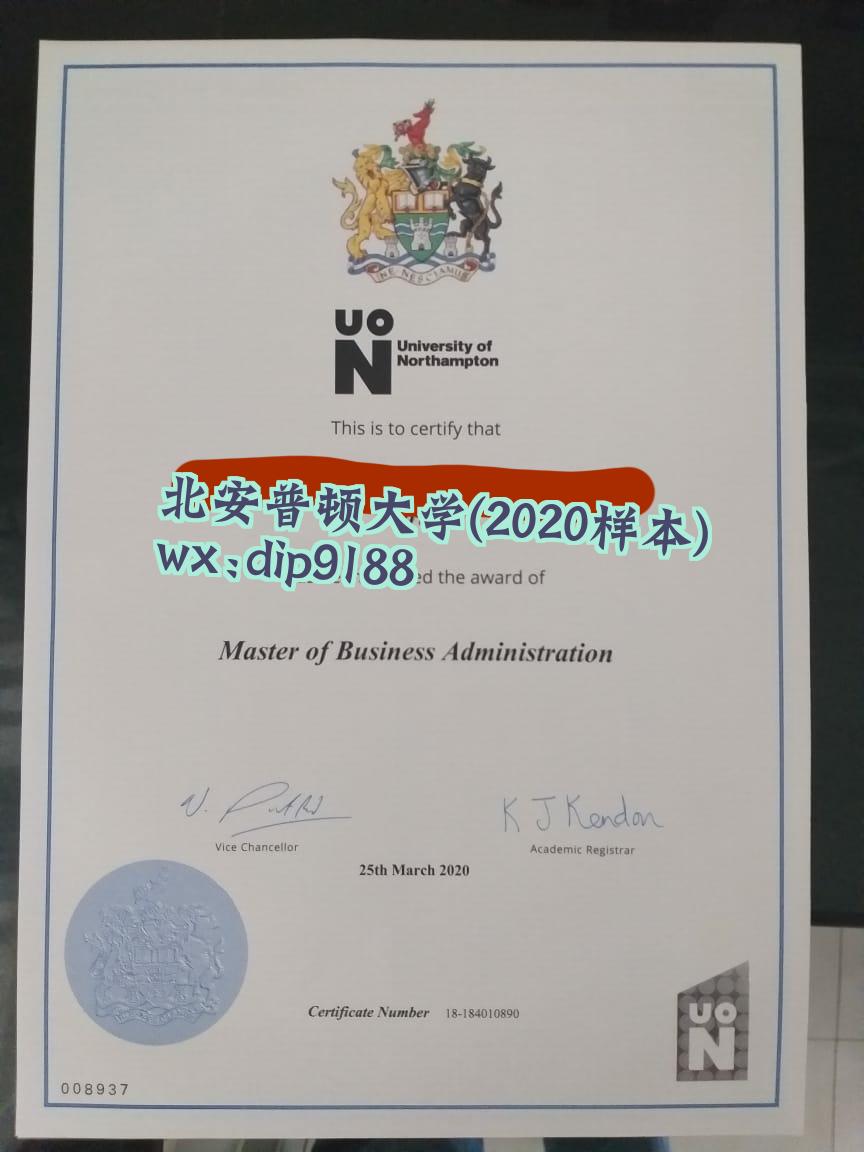 NE NESCIAMUS
UO
N
University of
Northampton
This is to certify that
北安普顿大学(2020样本)
wx;dip9188
ed the award of
Master of Business Administration
K J Kendon
Vice Chancellor
Academic Registrar
25th March 2020
Certificate Number 18-184010890
UO
N
008937